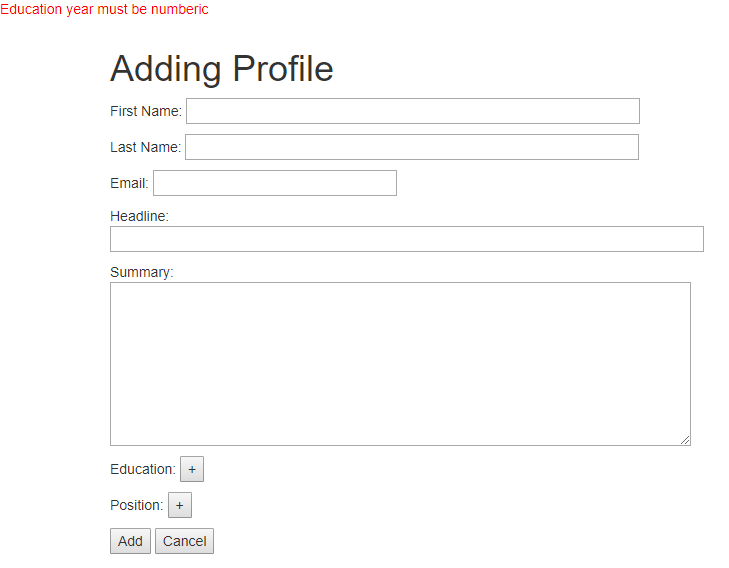 Education year must be numberic
Adding Profile
First Name:
Last Name:
Email:
Headline:
Summary:
Education: +
Position: +
Add Cancel